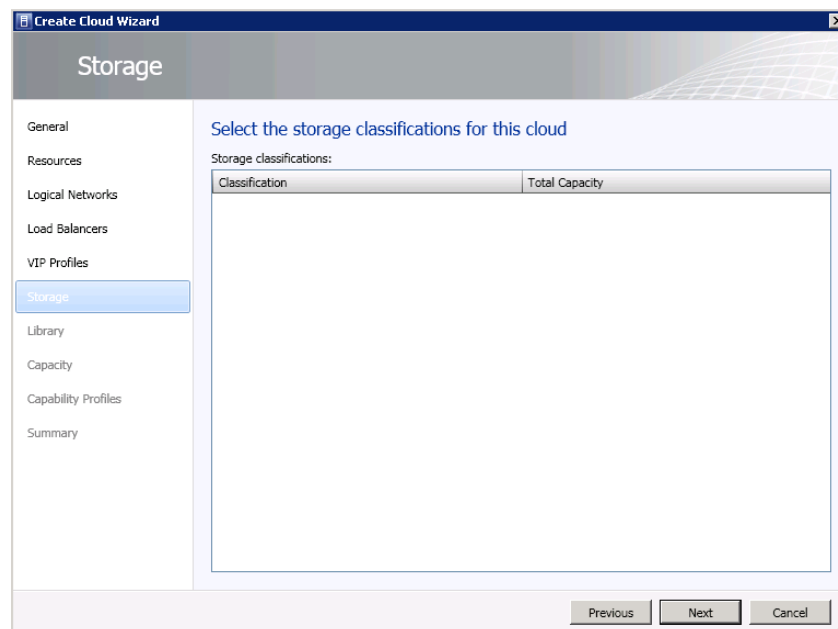 Create Cloud Wizard
Storage
General
Resources
Logical Networks
Load Balancers
VIP Profiles
Storage
Library
Capacity
Capability Profiles
Summary
Select the storage classifications for this cloud
Storage classifications:
Classification Total Capacity
Previous Next Cancel